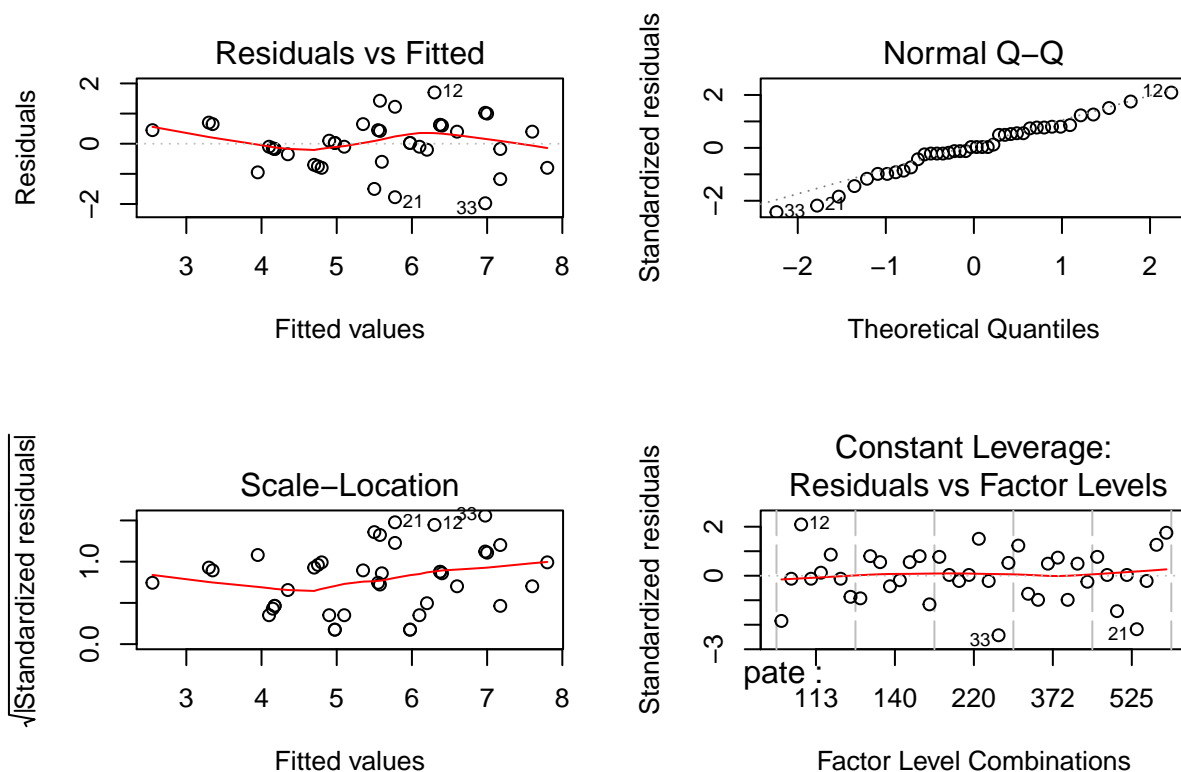 Residuals vs Fitted
Residuals
2
0
−2
12
21
33
3 4 5 6 7 8
Fitted values
Normal Q−Q
Standardized residuals
2
0
−2
12
33
21
−2 −1 0 1 2
Theoretical Quantiles
Scale−Location
√|Standardized residuals|
1.0
0.0
21
12
33
3 4 5 6 7 8
Fitted values
Constant Leverage:
Residuals vs Factor Levels
Standardized residuals
2
0
−3
12
33
21
pate :
113 140 220 372 525
Factor Level Combinations